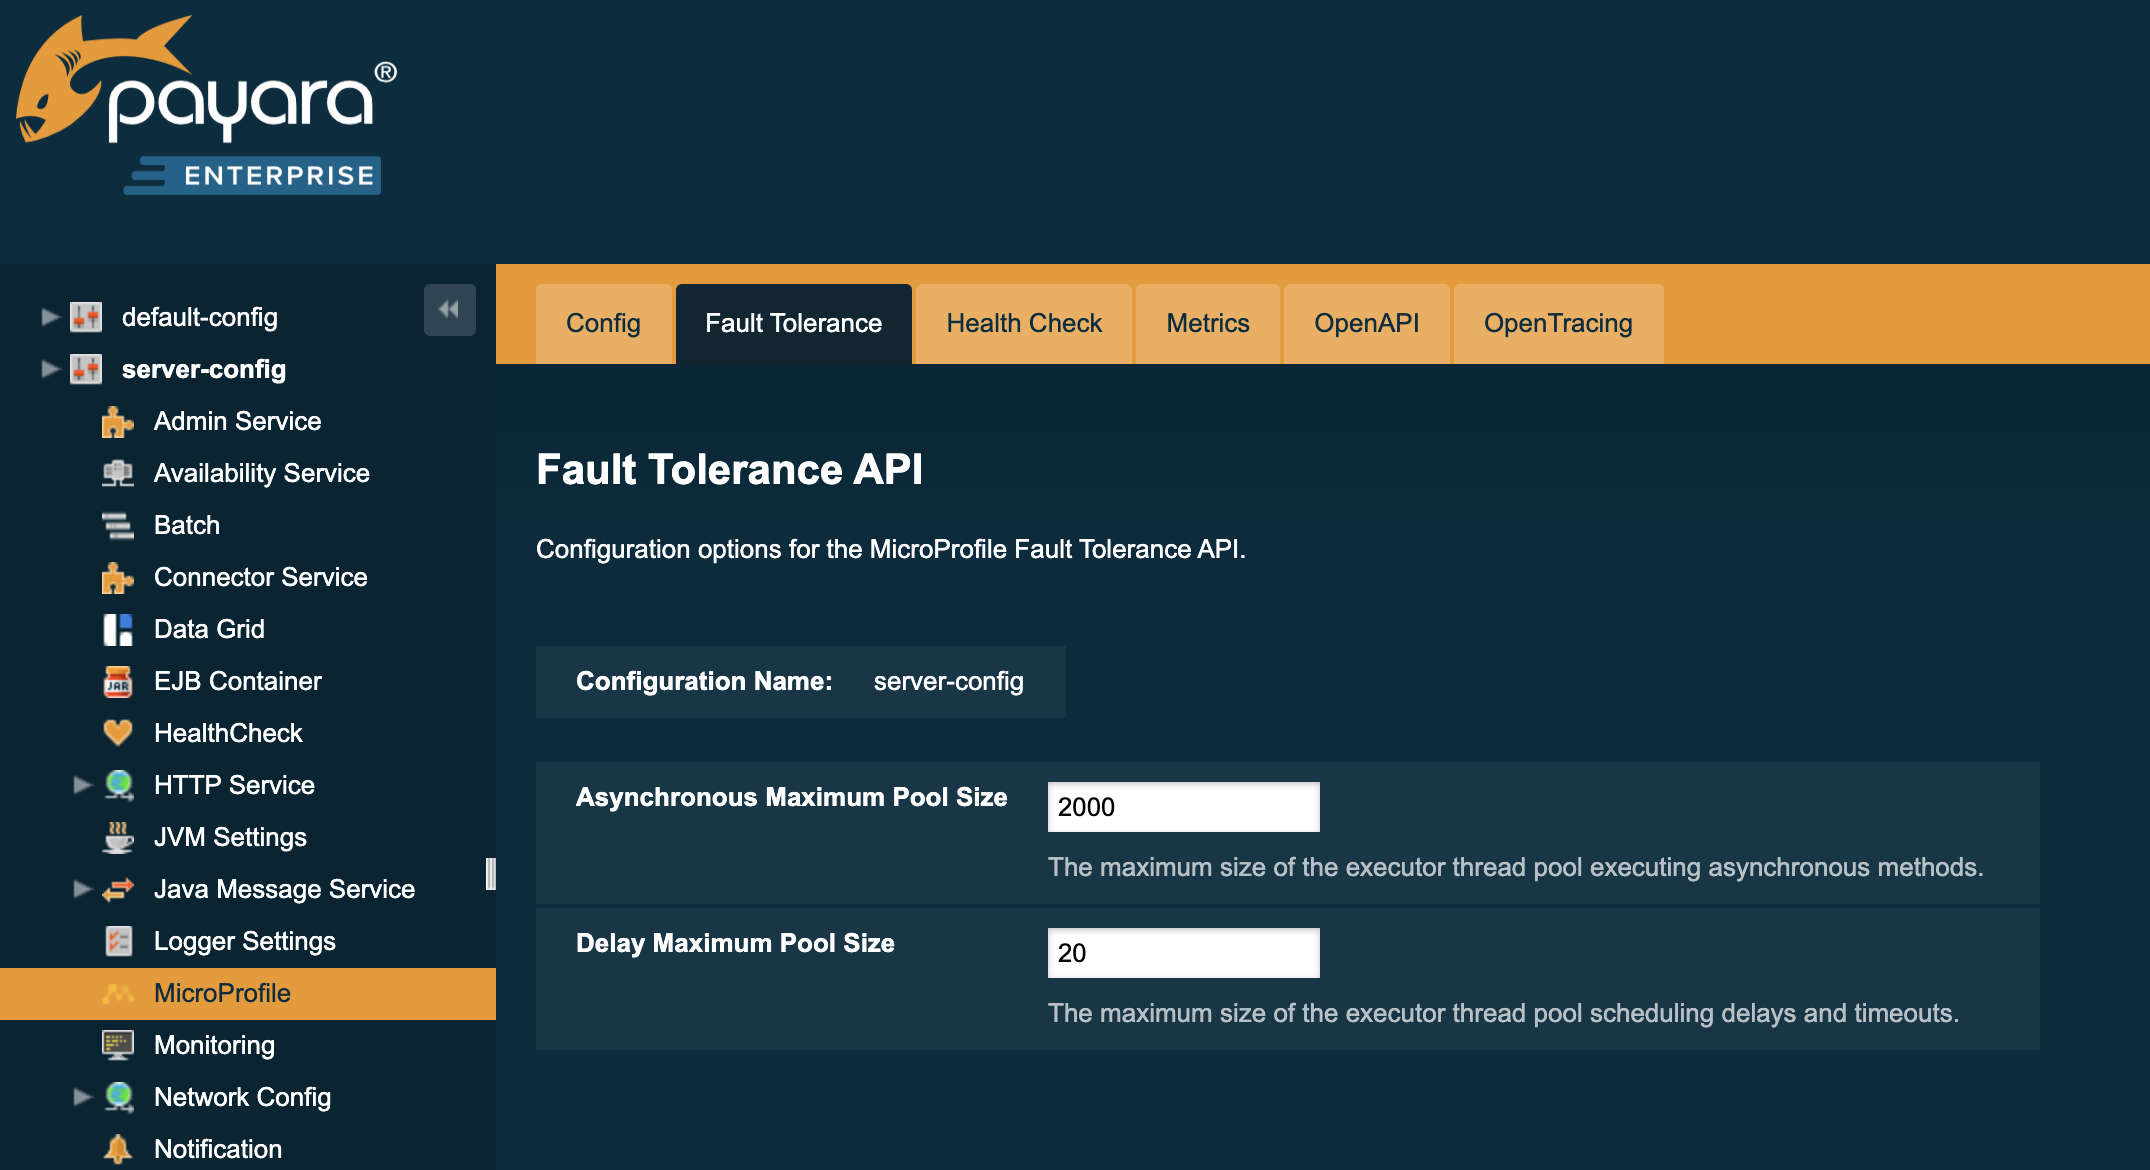 payara®
ENTERPRISE
default-config
server-config
Admin Service
Availability Service
Batch
Connector Service
Data Grid
JAR
EJB Container
HealthCheck
HTTP Service
JVM Settings
Java Message Service
Logger Settings
MicroProfile
Monitoring
Network Config
Notification
Config
Fault Tolerance
Health Check
Metrics
OpenAPI
OpenTracing
Fault Tolerance API
Configuration options for the MicroProfile Fault Tolerance API.
Configuration Name: server-config
Asynchronous Maximum Pool Size 2000
The maximum size of the executor thread pool executing asynchronous methods.
Delay Maximum Pool Size 20
The maximum size of the executor thread pool scheduling delays and timeouts.